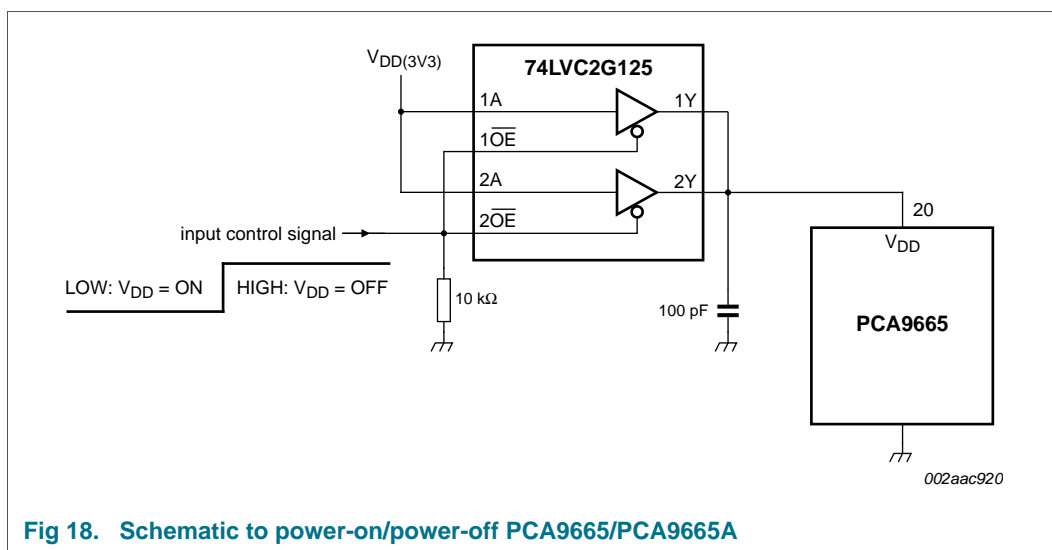 VDD(3V3)
74LVC2G125
1A
1Y
1OE
2A
2Y
2OE
20
input control signal
VDD
LOW: VDD = ON
HIGH: VDD = OFF
10 kΩ
100 pF
PCA9665
002aac920
Fig 18. Schematic to power-on/power-off PCA9665/PCA9665A